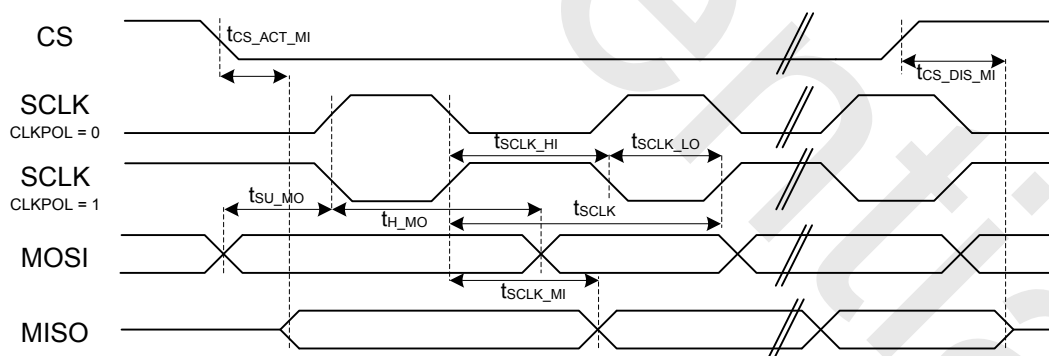 CS
tCS_ACT_MI
tCS_DIS_MI
SCLK
CLKPOL = 0
tSCLK_HI
tSCLK_LO
SCLK
CLKPOL = 1
tSU_MO
tH_MO
tSCLK
MOSI
tSCLK_MI
MISO